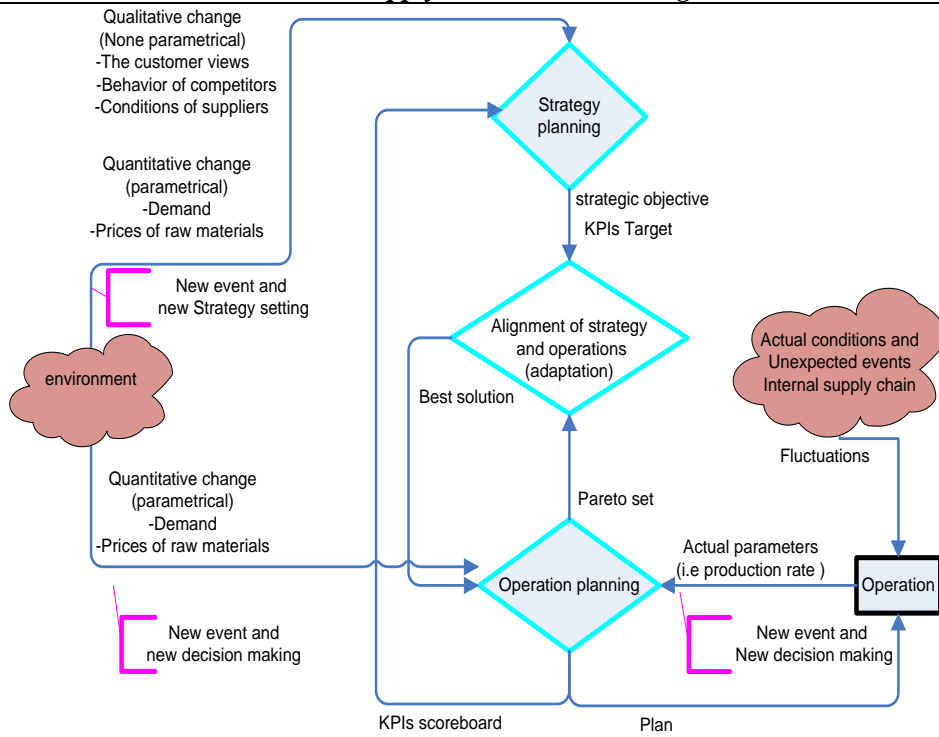 Qualitative change
(None parametrical)
-The customer views
-Behavior of competitors
-Conditions of suppliers
Strategy
planning
Quantitative change
(parametrical)
-Demand
-Prices of raw materials
strategic objective
KPIs Target
New event and
new Strategy setting
Alignment of strategy
and operations
(adaptation)
Actual conditions and
Unexpected events
Internal supply chain
environment
Best solution
Fluctuations
Quantitative change
(parametrical)
-Demand
-Prices of raw materials
Pareto set
Actual parameters
(i.e production rate )
Operation planning
Operation
New event and
new decision making
New event and
New decision making
KPIs scoreboard
Plan